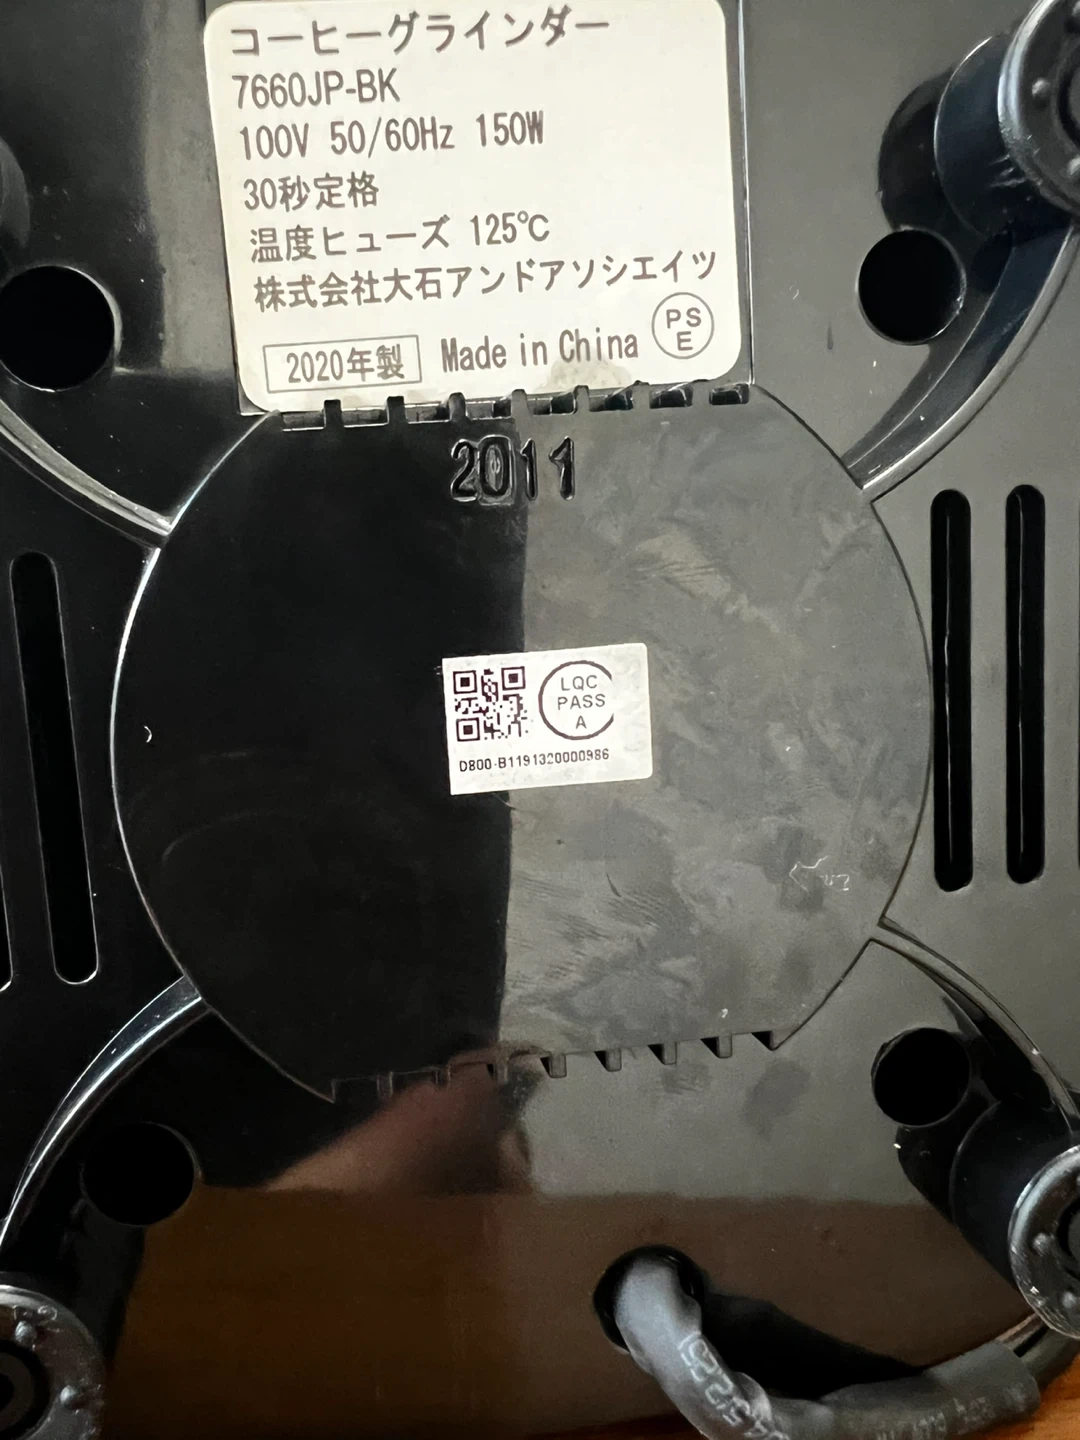 コーヒーグラインダー
7660JP-BK
100V 50/60Hz 150W
30秒定格
温度ヒューズ 125℃
株式会社大石アンドアソシエイツ
2020年製 Made in China PSE
2011
LQC
PASS
A
D800-B1191320000986